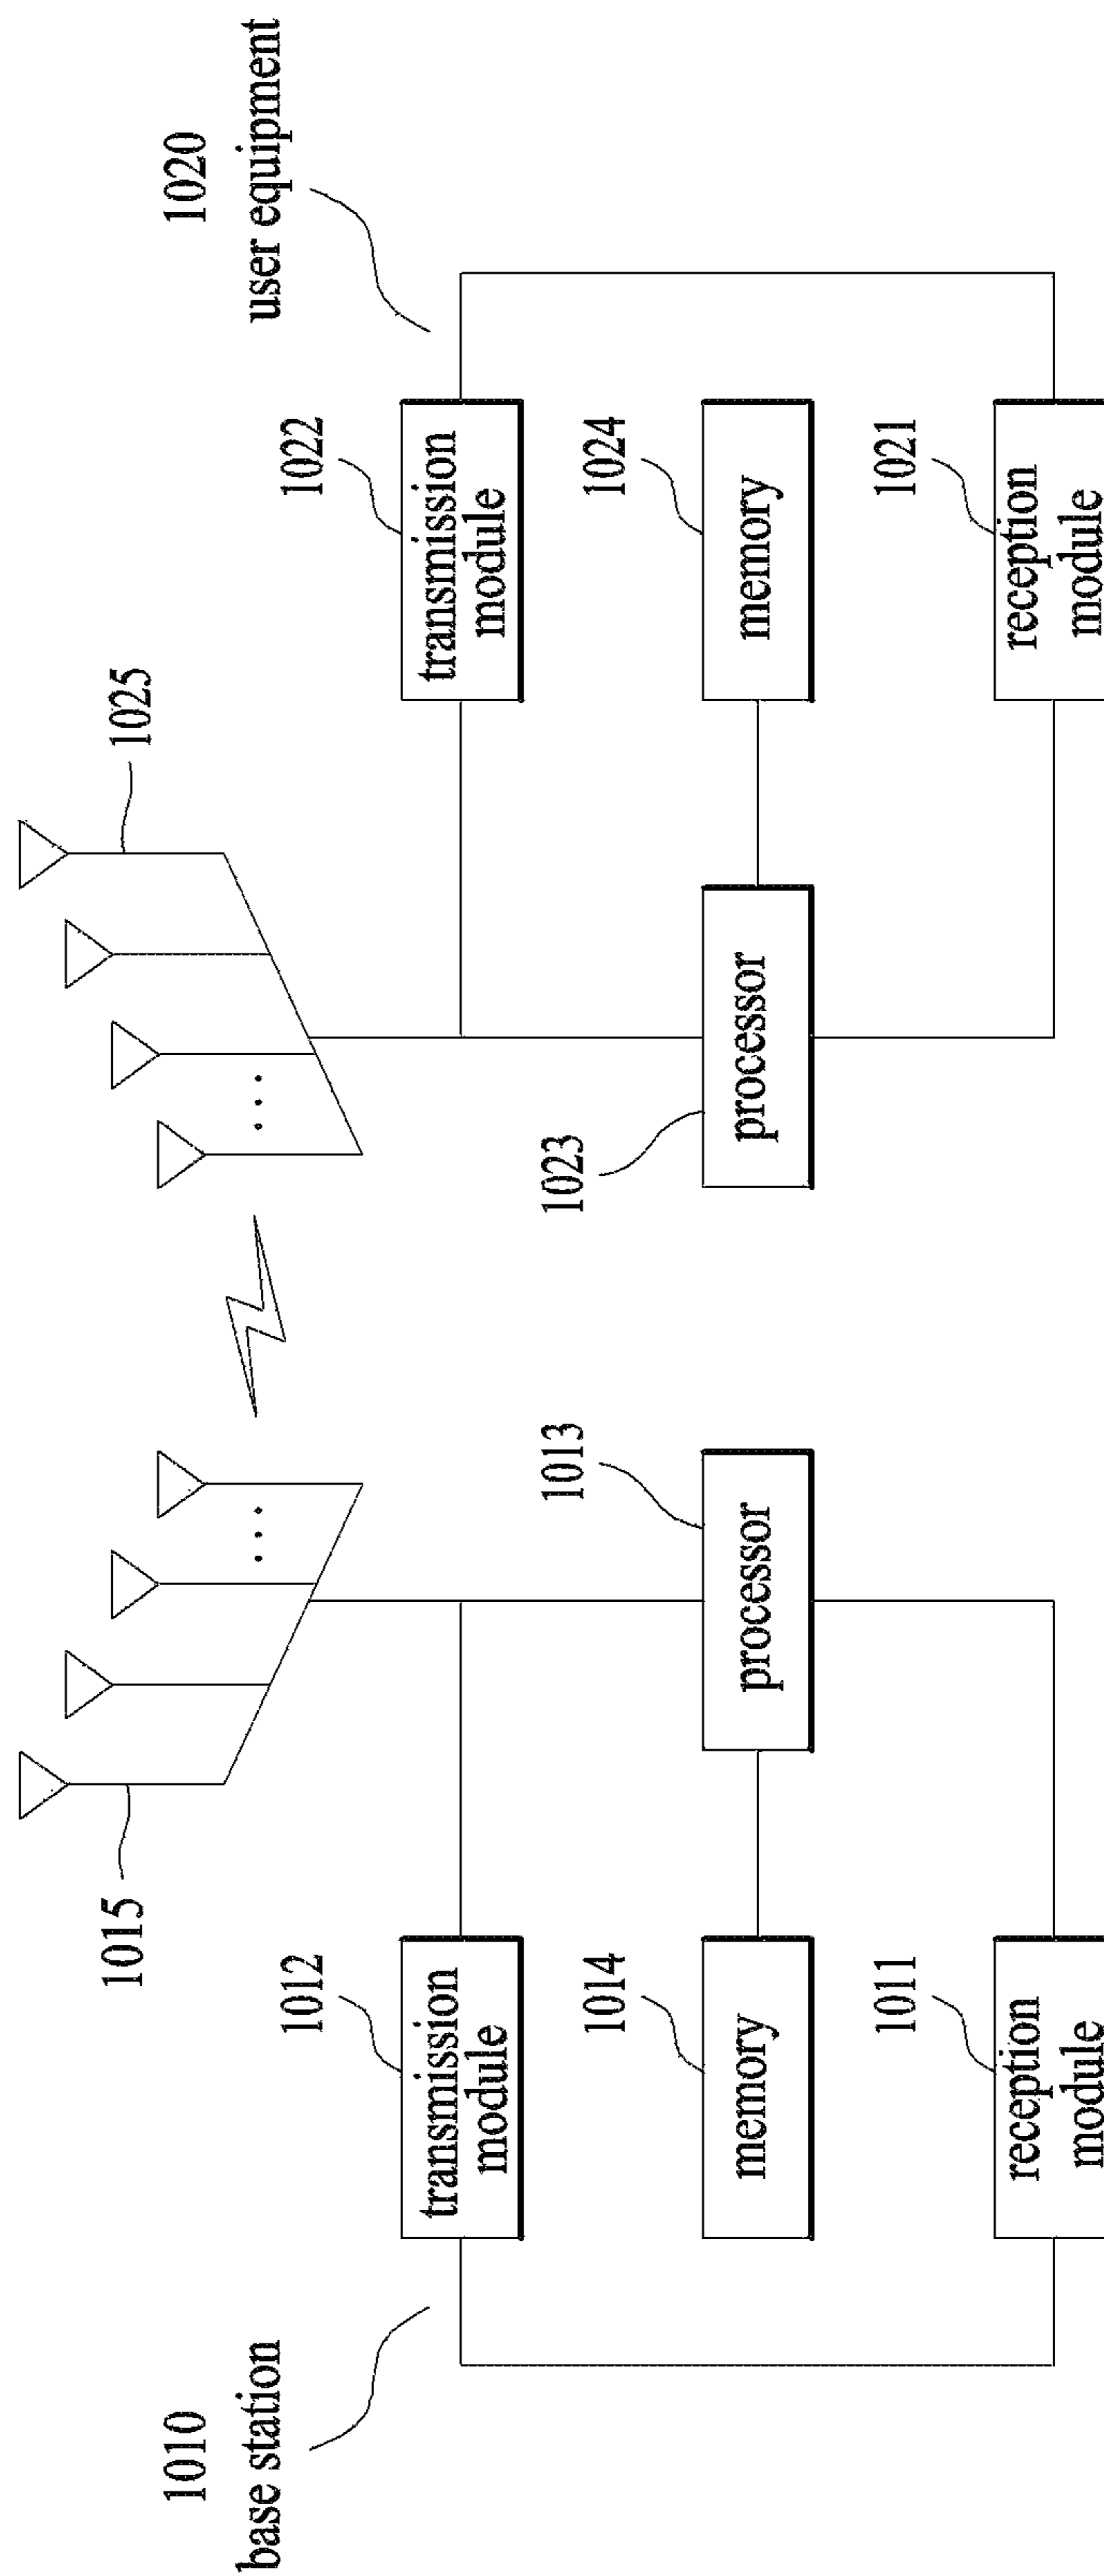 1010
base station
1015
1012
transmission
module
1014
memory
1013
processor
1011
reception
module
1020
user equipment
1025
1022
transmission
module
1024
memory
1023
processor
1021
reception
module